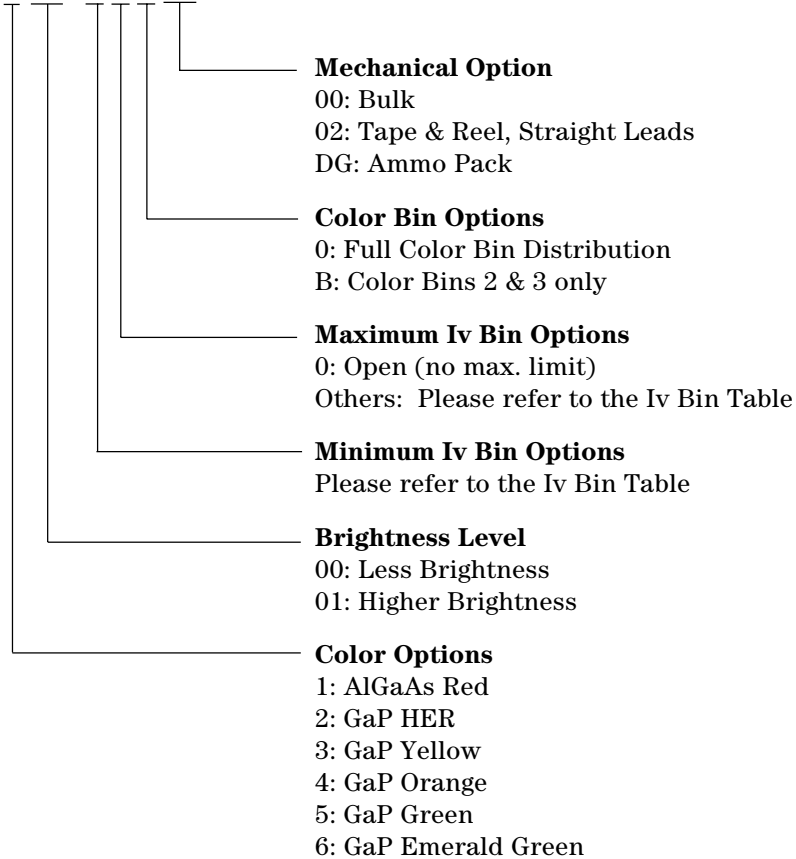 Mechanical Option
00: Bulk
02: Tape & Reel, Straight Leads
DG: Ammo Pack
Color Bin Options
0: Full Color Bin Distribution
B: Color Bins 2 & 3 only
Maximum Iv Bin Options
0: Open (no max. limit)
Others: Please refer to the Iv Bin Table
Minimum Iv Bin Options
Please refer to the Iv Bin Table
Brightness Level
00: Less Brightness
01: Higher Brightness
Color Options
1: AlGaAs Red
2: GaP HER
3: GaP Yellow
4: GaP Orange
5: GaP Green
6: GaP Emerald Green